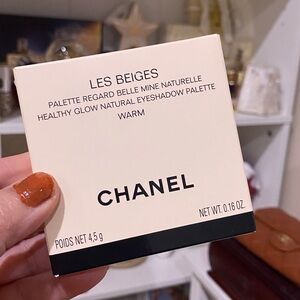 LES BEIGES
PALETTE REGARD BELLE MINE NATURELLE
HEALTHY GLOW NATURAL EYESHADOW PALETTE
WARM
CHANEL
POIDS NET 4,5 g
NET WT. 0.16 OZ.